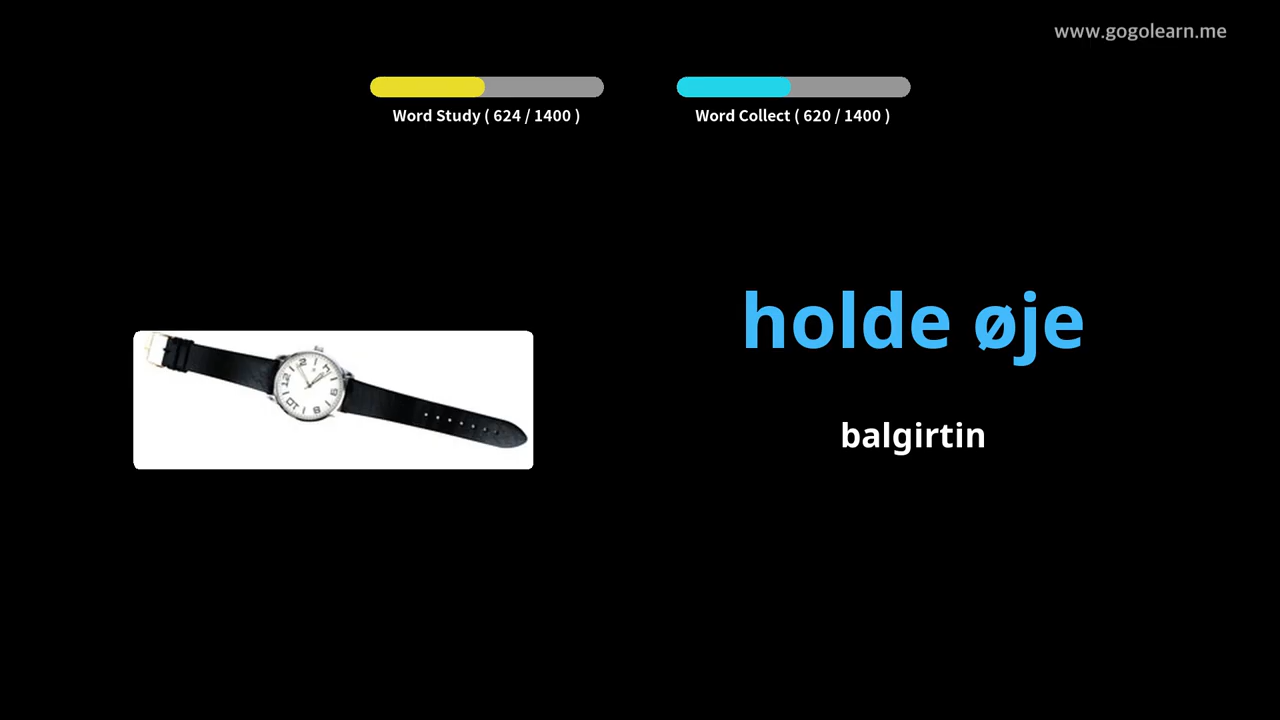 www.gogolearn.me
Word Study ( 624 / 1400 )
Word Collect ( 620 / 1400 )
holde øje
balgirtin